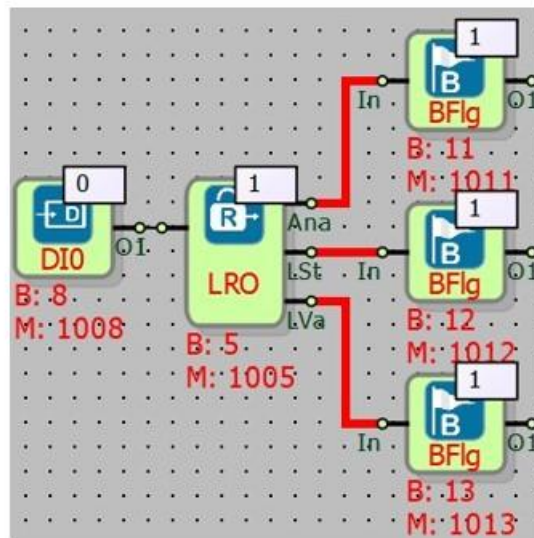 1
B
In
O1
BFlg
B: 11
M: 1011
0
D
O1
DI0
B: 8
M: 1008
1
R
Ana
LSt
LVa
LRO
B: 5
M: 1005
1
B
In
O1
BFlg
B: 12
M: 1012
1
B
In
O1
BFlg
B: 13
M: 1013